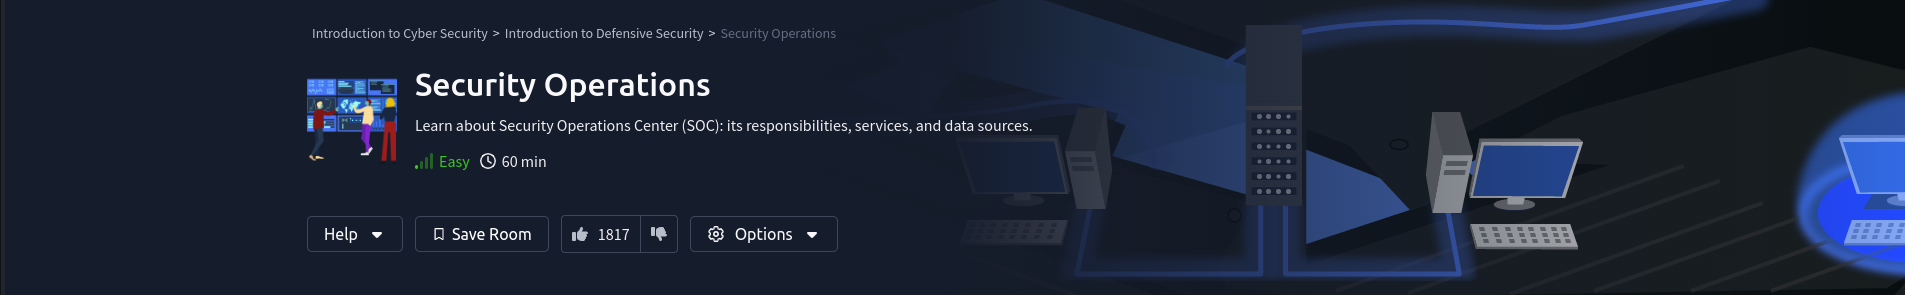 Introduction to Cyber Security > Introduction to Defensive Security > Security Operations
Security Operations
Learn about Security Operations Center (SOC): its responsibilities, services, and data sources.
Easy 60 min
Help Save Room 1817 Options